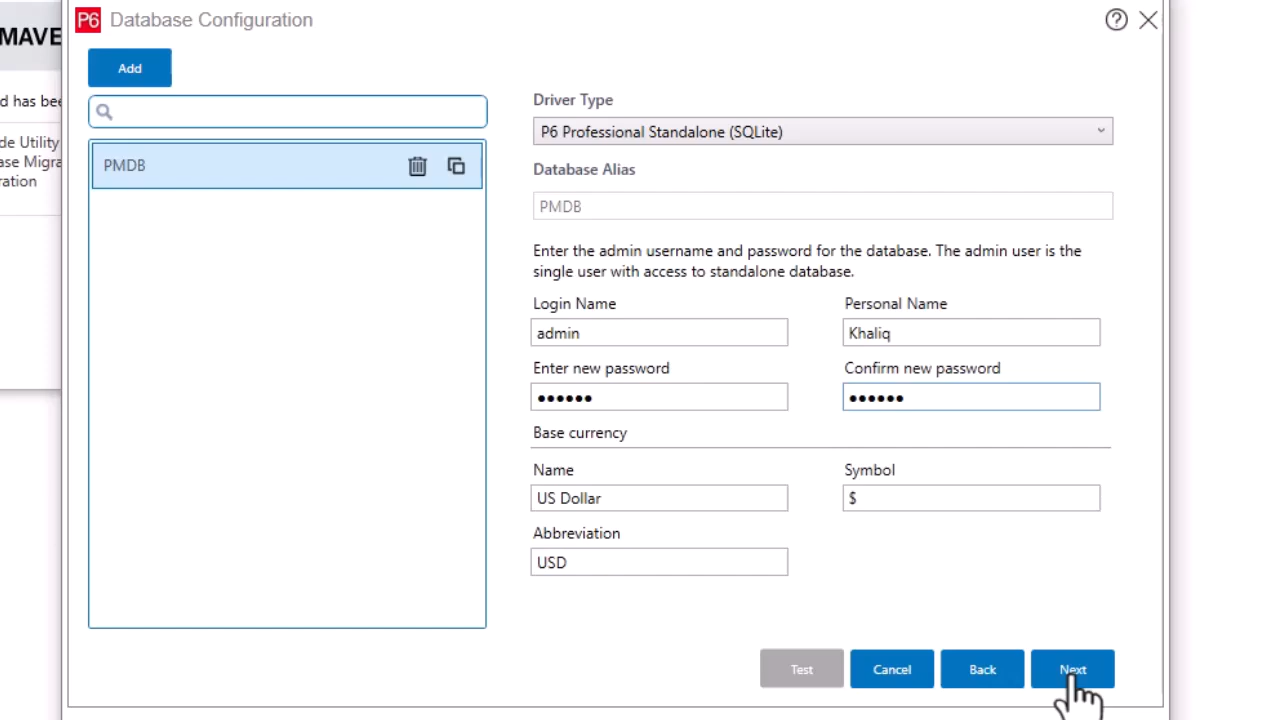 P6 Database Configuration
MAVE
d has bee
de Utility
ase Migra
ration
Add
PMDB
Driver Type
P6 Professional Standalone (SQLite)
Database Alias
PMDB
Enter the admin username and password for the database. The admin user is the
single user with access to standalone database.
Login Name
Personal Name
admin
Khaliq
Enter new password
Confirm new password
••••••
••••••
Base currency
Name
Symbol
US Dollar
$
Abbreviation
USD
Test
Cancel
Back
Next